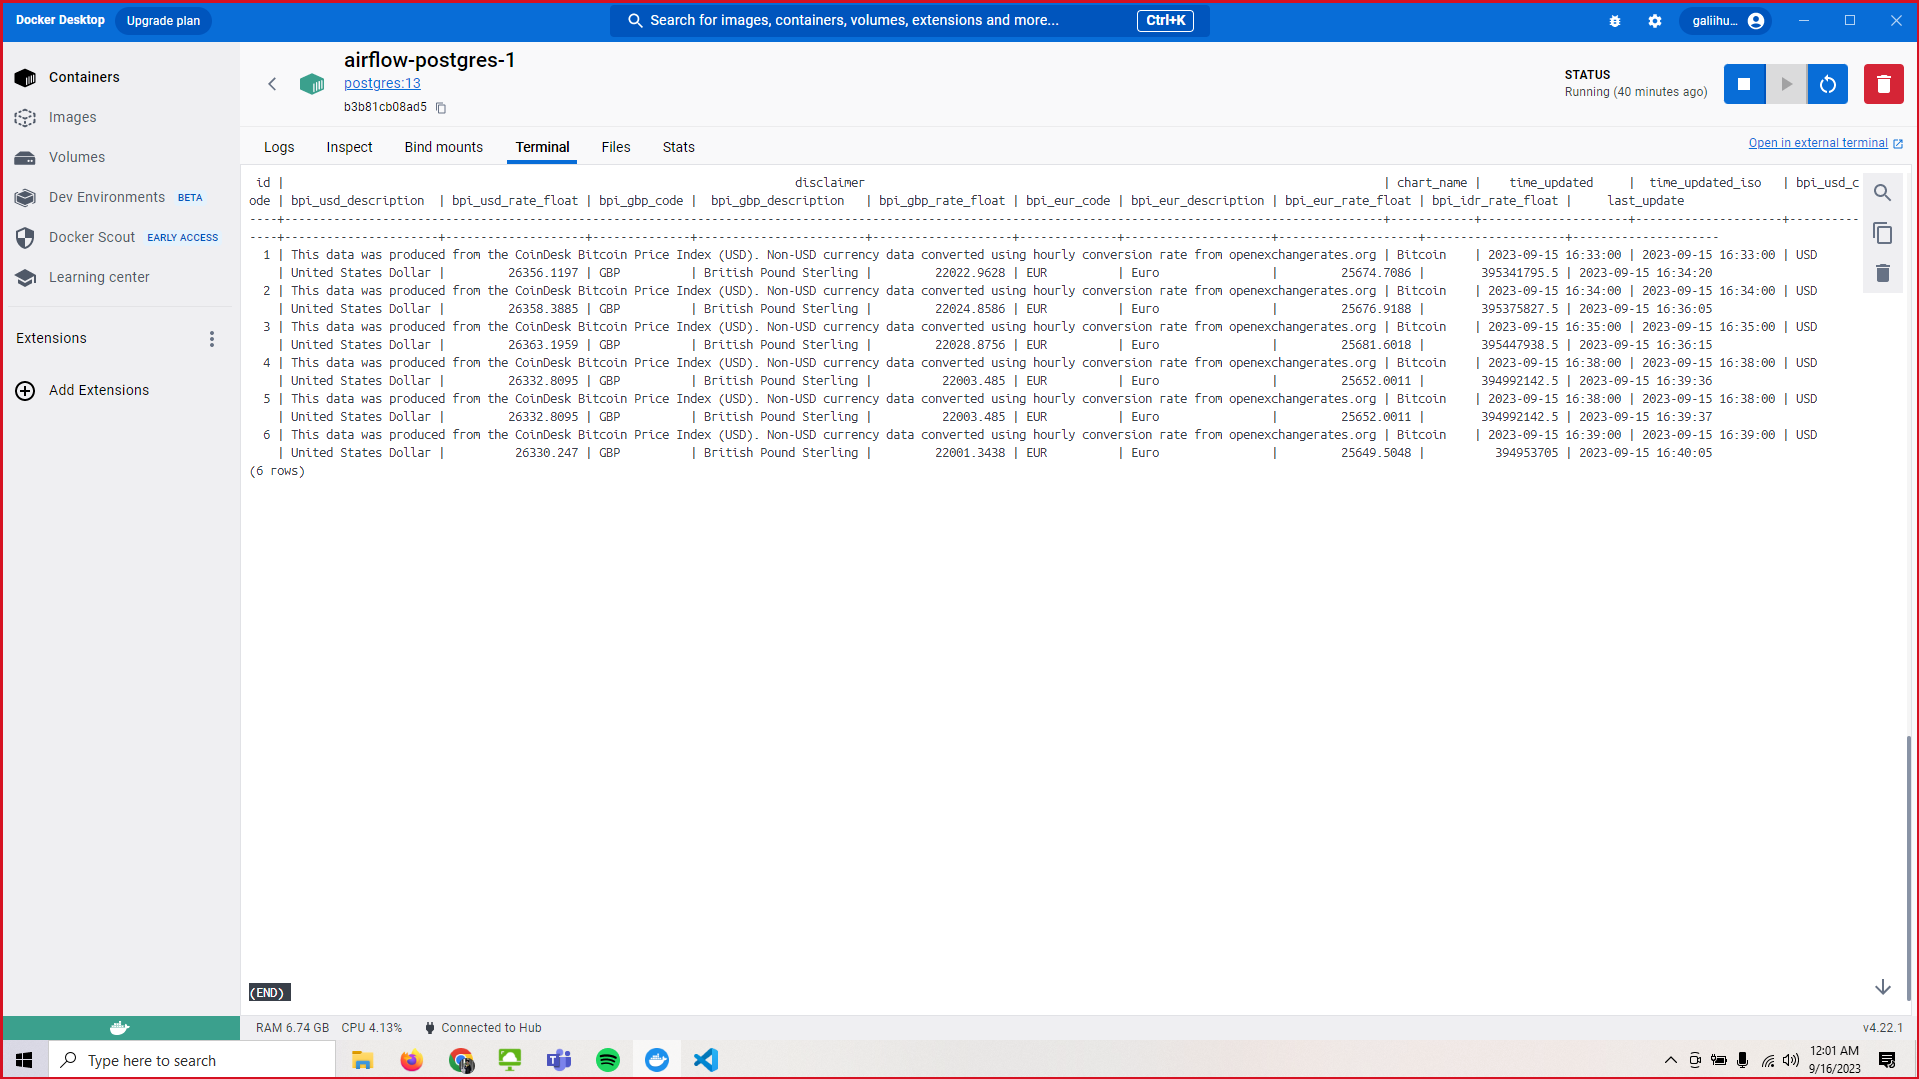 Docker Desktop Upgrade plan Search for images, containers, volumes, extensions and more... Ctrl+K galiihu...
Containers
Images
Volumes
Dev Environments BETA
Docker Scout EARLY ACCESS
Learning center
Extensions
Add Extensions
airflow-postgres-1
postgres:13
b3b81cb08ad5
STATUS
Running (40 minutes ago)
Logs Inspect Bind mounts Terminal Files Stats Open in external terminal
id | disclaimer | chart_name | time_updated | time_updated_iso | bpi_usd_c
ode | bpi_usd_description | bpi_usd_rate_float | bpi_gbp_code | bpi_gbp_description | bpi_gbp_rate_float | bpi_eur_code | bpi_eur_description | bpi_eur_rate_float | bpi_idr_rate_float | last_update
1 | This data was produced from the CoinDesk Bitcoin Price Index (USD). Non-USD currency data converted using hourly conversion rate from openexchangerates.org | Bitcoin | 2023-09-15 16:33:00 | 2023-09-15 16:33:00 | USD
| United States Dollar | 26356.1197 | GBP | British Pound Sterling | 22022.9628 | EUR | Euro | 25674.7086 | 395341795.5 | 2023-09-15 16:34:20
2 | This data was produced from the CoinDesk Bitcoin Price Index (USD). Non-USD currency data converted using hourly conversion rate from openexchangerates.org | Bitcoin | 2023-09-15 16:34:00 | 2023-09-15 16:34:00 | USD
| United States Dollar | 26358.3885 | GBP | British Pound Sterling | 22024.8586 | EUR | Euro | 25676.9188 | 395375827.5 | 2023-09-15 16:36:05
3 | This data was produced from the CoinDesk Bitcoin Price Index (USD). Non-USD currency data converted using hourly conversion rate from openexchangerates.org | Bitcoin | 2023-09-15 16:35:00 | 2023-09-15 16:35:00 | USD
| United States Dollar | 26363.1959 | GBP | British Pound Sterling | 22028.8756 | EUR | Euro | 25681.6018 | 395447938.5 | 2023-09-15 16:36:15
4 | This data was produced from the CoinDesk Bitcoin Price Index (USD). Non-USD currency data converted using hourly conversion rate from openexchangerates.org | Bitcoin | 2023-09-15 16:38:00 | 2023-09-15 16:38:00 | USD
| United States Dollar | 26332.8095 | GBP | British Pound Sterling | 22003.485 | EUR | Euro | 25652.0011 | 394992142.5 | 2023-09-15 16:39:36
5 | This data was produced from the CoinDesk Bitcoin Price Index (USD). Non-USD currency data converted using hourly conversion rate from openexchangerates.org | Bitcoin | 2023-09-15 16:38:00 | 2023-09-15 16:38:00 | USD
| United States Dollar | 26332.8095 | GBP | British Pound Sterling | 22003.485 | EUR | Euro | 25652.0011 | 394992142.5 | 2023-09-15 16:39:37
6 | This data was produced from the CoinDesk Bitcoin Price Index (USD). Non-USD currency data converted using hourly conversion rate from openexchangerates.org | Bitcoin | 2023-09-15 16:39:00 | 2023-09-15 16:39:00 | USD
| United States Dollar | 26330.247 | GBP | British Pound Sterling | 22001.3438 | EUR | Euro | 25649.5048 | 394953705 | 2023-09-15 16:40:05
(6 rows)
(END)
RAM 6.74 GB CPU 4.13% Connected to Hub v4.22.1
Type here to search
12:01 AM
9/16/2023